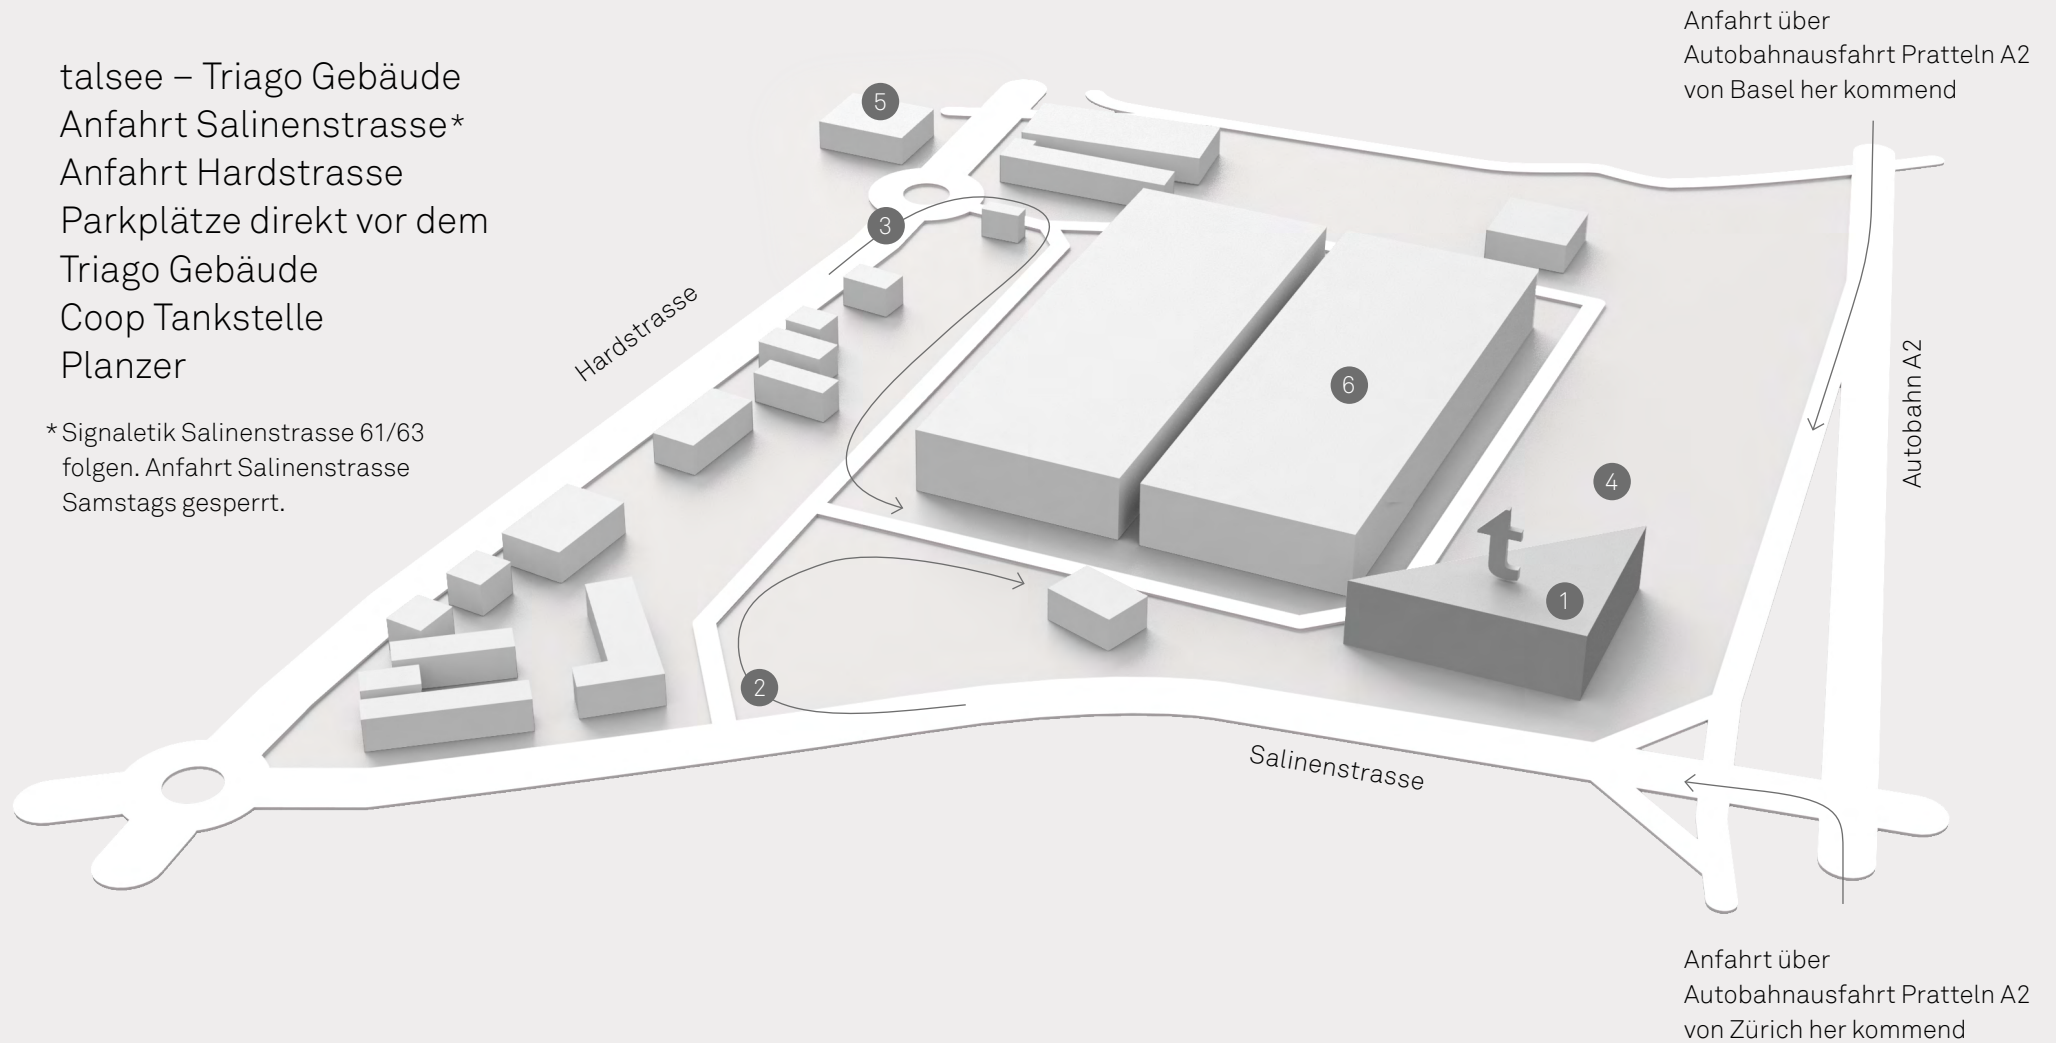 talsee – Triago Gebäude
Anfahrt Salinenstrasse*
Anfahrt Hardstrasse
Parkplätze direkt vor dem
Triago Gebäude
Coop Tankstelle
Planzer
* Signaletik Salinenstrasse 61/63
folgen. Anfahrt Salinenstrasse
Samstags gesperrt.
Anfahrt über
Autobahnausfahrt Pratteln A2
von Basel her kommend
5
3
Hardstrasse
6
Autobahn A2
4
t
1
2
Salinenstrasse
Anfahrt über
Autobahnausfahrt Pratteln A2
von Zürich her kommend